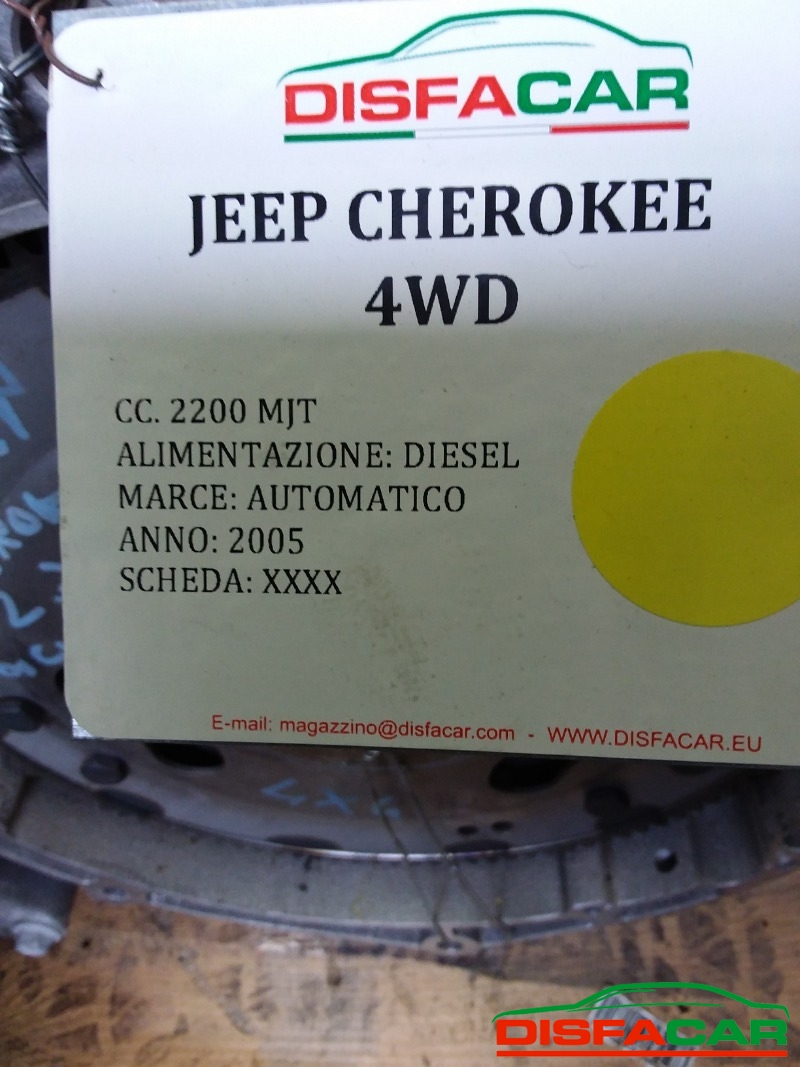 DISFACAR
JEEP CHEROKEE
4WD
CC. 2200 MJT
ALIMENTAZIONE: DIESEL
MARCE: AUTOMATICO
ANNO: 2005
SCHEDA: XXXX
E-mail: magazzino@disfacar.com - WWW.DISFACAR.EU
4X4
DISFACAR